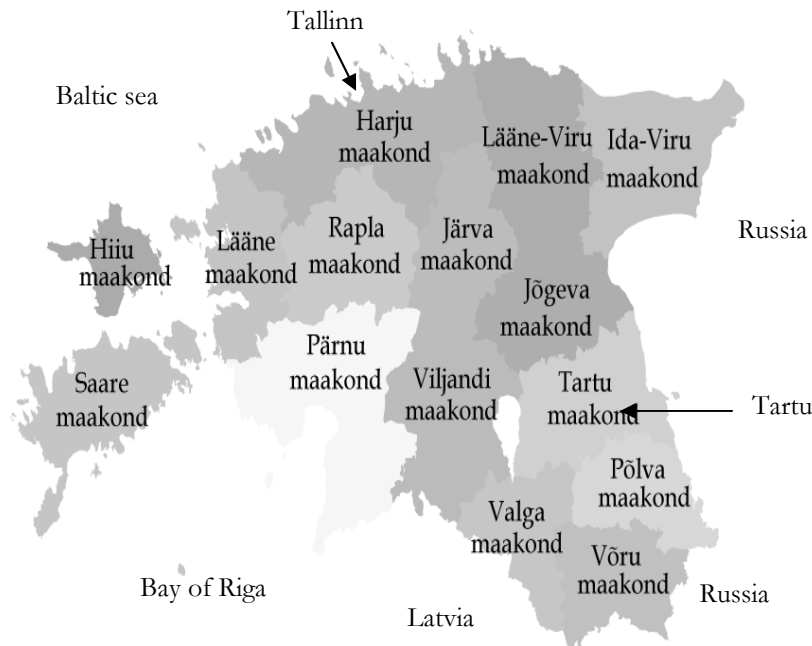 Tallinn
Baltic sea
Harju
maakond
Lääne-Viru
maakond
Ida-Viru
maakond
Hiiu
maakond
Lääne
maakond
Rapla
maakond
Järva
maakond
Russia
Jõgeva
maakond
Saare
maakond
Pärnu
maakond
Viljandi
maakond
Tartu
maakond
Tartu
Põlva
maakond
Valga
maakond
Võru
maakond
Bay of Riga
Latvia
Russia